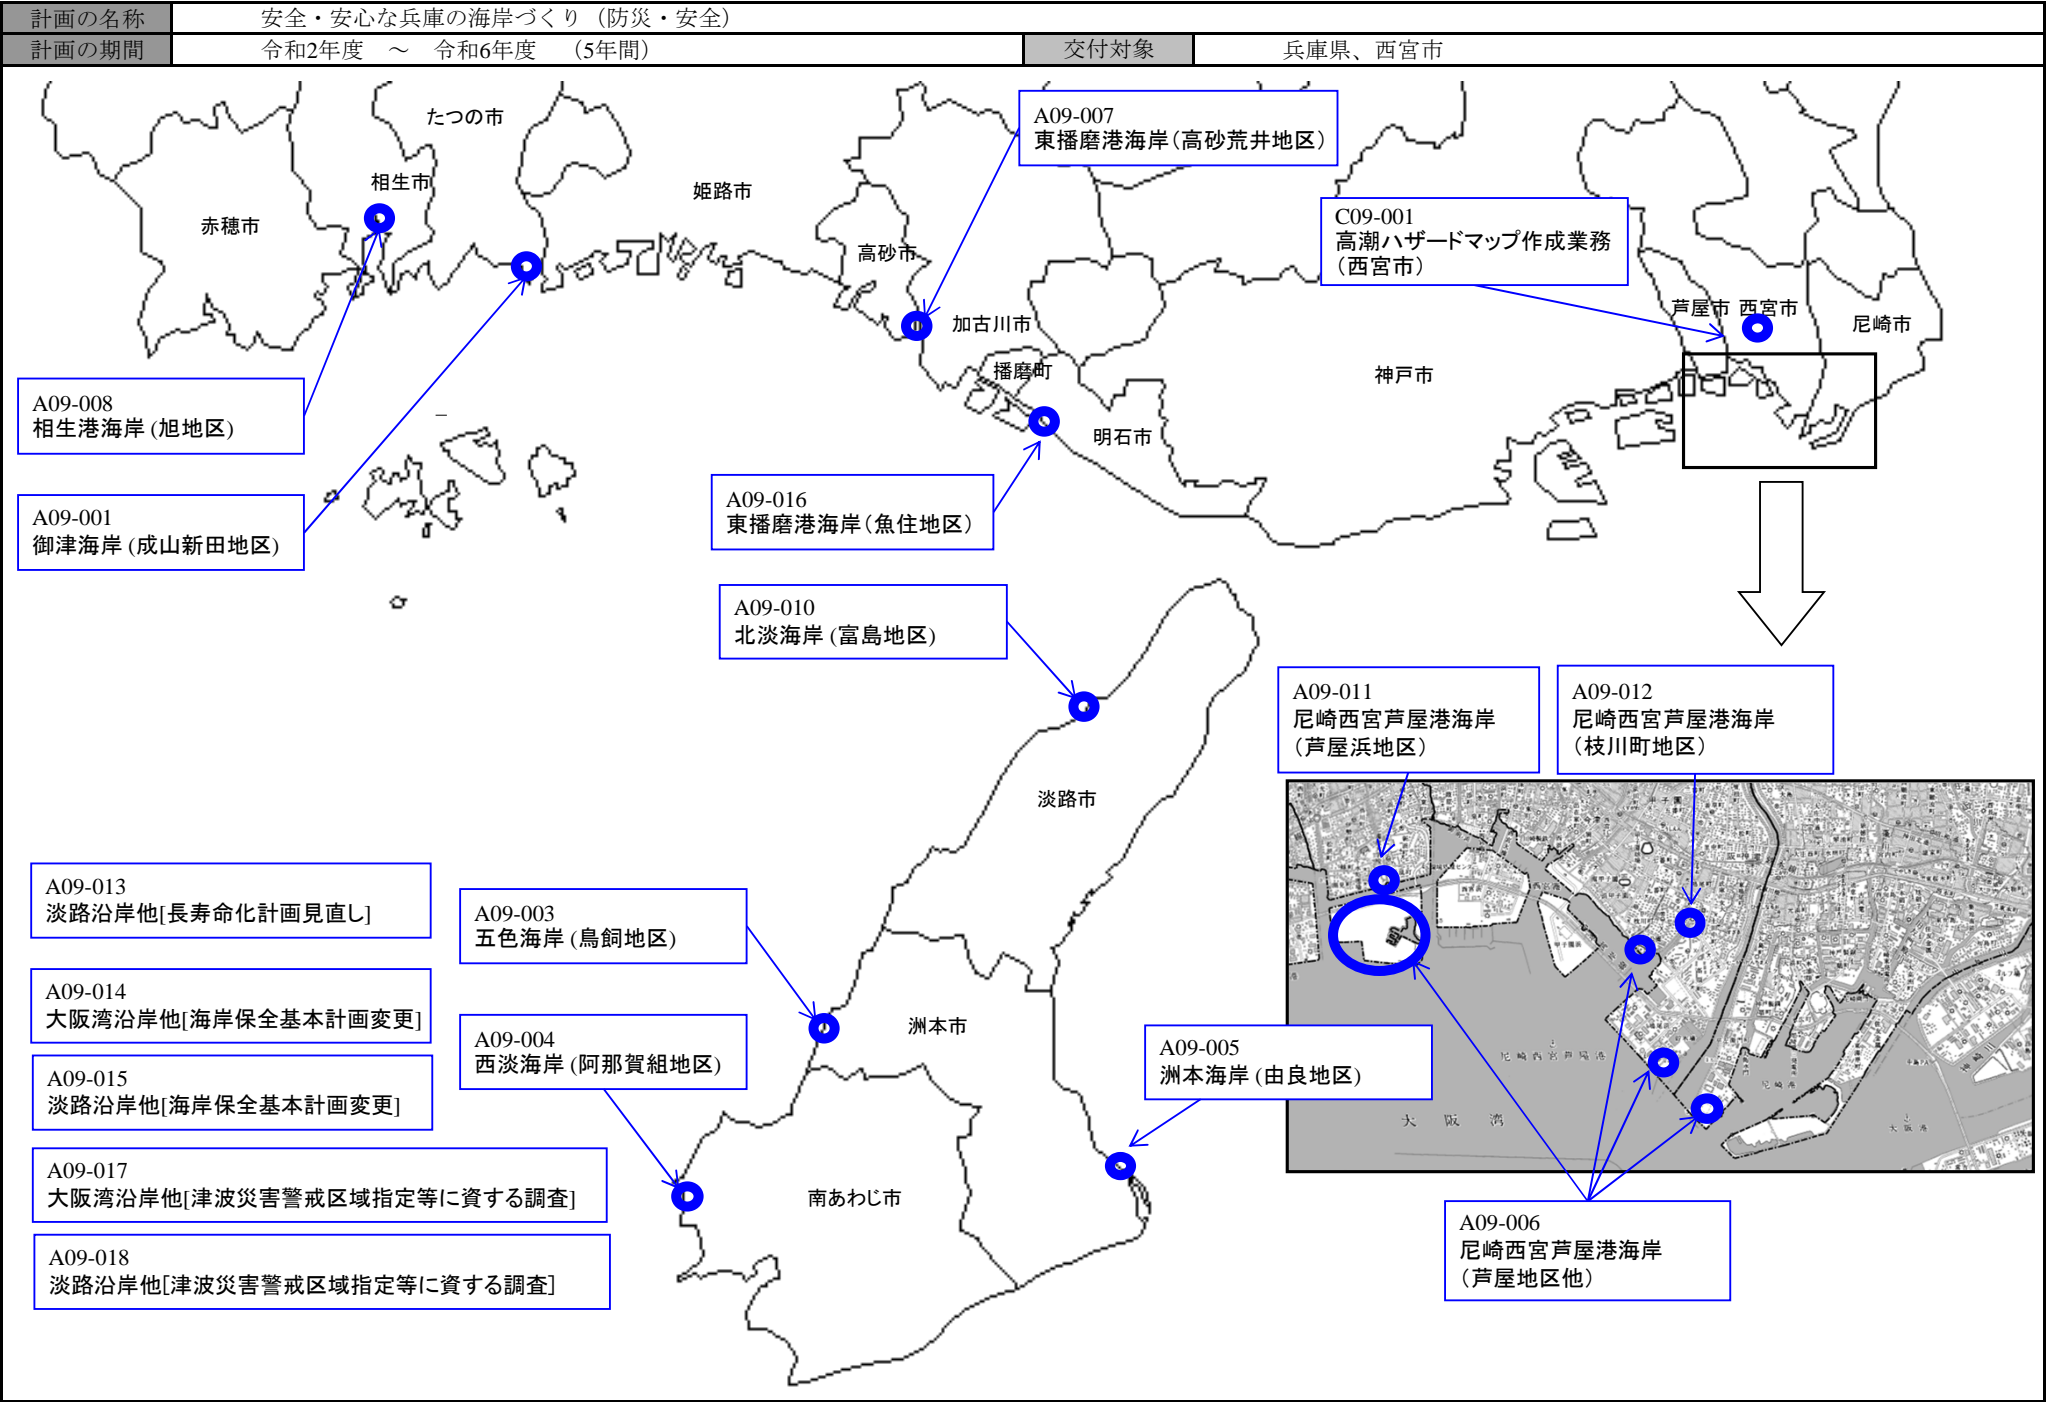 計画の名称 安全・安心な兵庫の海岸づくり（防災・安全）
計画の期間 令和2年度 ～ 令和6年度 （5年間） 交付対象 兵庫県、西宮市
たつの市
相生市
赤穂市
姫路市
高砂市
加古川市
播磨町
明石市
神戸市
芦屋市 西宮市
尼崎市
A09-007
東播磨港海岸（高砂荒井地区）
C09-001
高潮ハザードマップ作成業務
（西宮市）
A09-008
相生港海岸 (旭地区)
A09-001
御津海岸 (成山新田地区)
A09-016
東播磨港海岸（魚住地区）
A09-010
北淡海岸 (富島地区)
A09-011
尼崎西宮芦屋港海岸
（芦屋浜地区）
A09-012
尼崎西宮芦屋港海岸
（枝川町地区）
淡路市
A09-013
淡路沿岸他[長寿命化計画見直し]
A09-003
五色海岸 (鳥飼地区)
A09-014
大阪湾沿岸他[海岸保全基本計画変更]
洲本市
A09-004
西淡海岸 (阿那賀組地区)
A09-005
洲本海岸 (由良地区)
A09-015
淡路沿岸他[海岸保全基本計画変更]
A09-017
大阪湾沿岸他[津波災害警戒区域指定等に資する調査]
南あわじ市
A09-018
淡路沿岸他[津波災害警戒区域指定等に資する調査]
尼崎西宮芦屋港
尼崎港
大阪湾
大阪港
A09-006
尼崎西宮芦屋港海岸
（芦屋地区他）